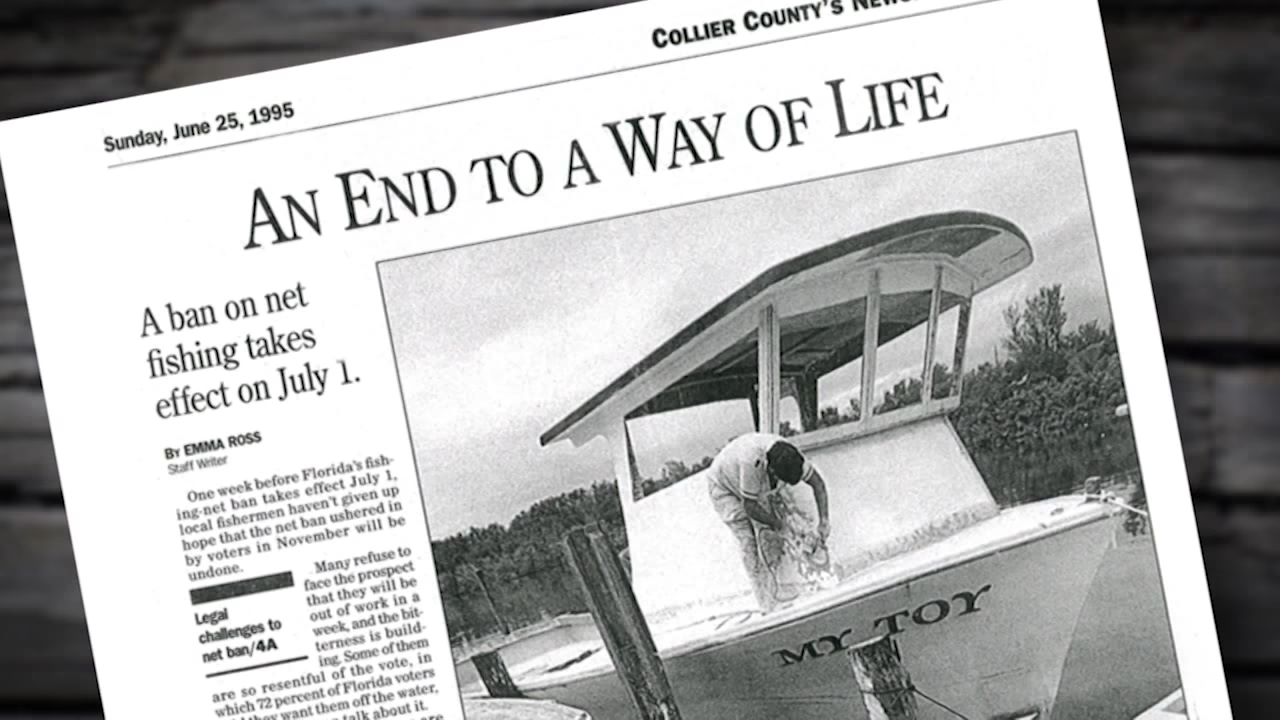 COLLIER COUNTY'S
Sunday, June 25, 1995
AN END TO A WAY OF LIFE
A ban on net
fishing takes
effect on July 1.
BY EMMA ROSS
Staff Writer
One week before Florida's fish-
ing-net ban takes effect July 1,
local fishermen haven't given up
hope that the net ban ushered in
by voters in November will be
undone.
Legal
challenges to
net ban/4A
Many refuse to
face the prospect
that they will be
out of work in a
week, and the bit-
terness is build-
ing. Some of them
are so resentful of the vote, in
which 72 percent of Florida voters
they want them off the water,
talk about it.
are
MY TOY